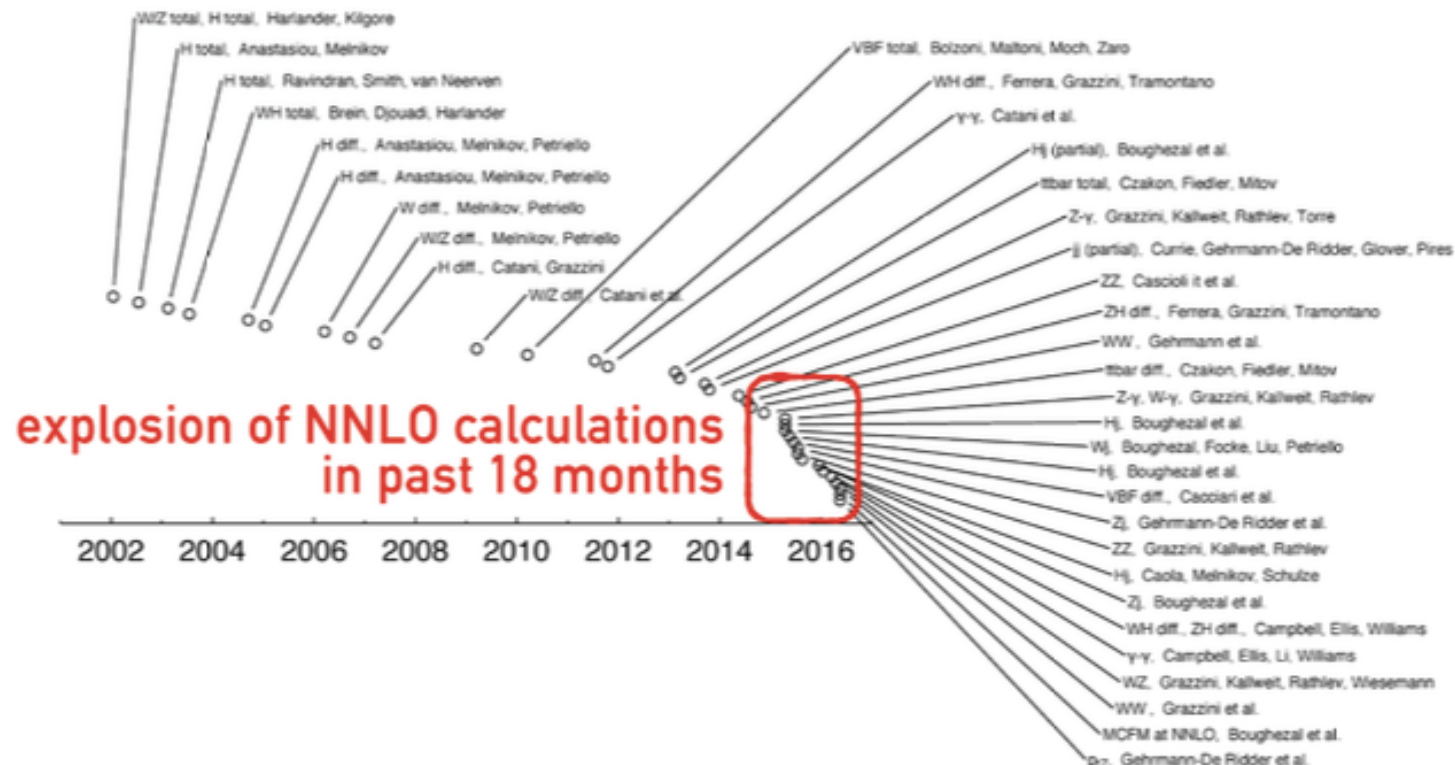 W/Z total, H total, Harlander, Kilgore
H total, Anastasiou, Melnikov
H total, Ravindran, Smith, van Neerven
WH total, Brein, Djouadi, Harlander
H diff., Anastasiou, Melnikov, Petriello
H diff., Anastasiou, Melnikov, Petriello
W diff., Melnikov, Petriello
W/Z diff., Melnikov, Petriello
H diff., Catani, Grazzini
W/Z diff., Catani et al.
VBF total, Bolzoni, Maltoni, Moch, Zaro
WH diff., Ferrera, Grazzini, Tramontano
γ-γ, Catani et al.
Hj (partial), Boughezal et al.
ttbar total, Czakon, Fiedler, Mitov
Z-γ, Grazzini, Kallweit, Rathlev, Torre
jj (partial), Currie, Gehrmann-De Ridder, Glover, Pires
ZZ, Cascioli it et al.
ZH diff., Ferrera, Grazzini, Tramontano
WW, Gehrmann et al.
ttbar diff., Czakon, Fiedler, Mitov
Z-γ, W-γ, Grazzini, Kallweit, Rathlev
Hj, Boughezal et al.
Wj, Boughezal, Focke, Liu, Petriello
Hj, Boughezal et al.
VBF diff., Cacciari et al.
Zj, Gehrmann-De Ridder et al.
ZZ, Grazzini, Kallweit, Rathlev
Hj, Caola, Melnikov, Schulze
Zj, Boughezal et al.
WH diff., ZH diff., Campbell, Ellis, Williams
γ-γ, Campbell, Ellis, Li, Williams
WZ, Grazzini, Kallweit, Rathlev, Wiesemann
WW, Grazzini et al.
MCFM at NNLO, Boughezal et al.
Gehrmann-De Ridder et al.
explosion of NNLO calculations
in past 18 months
2002 2004 2006 2008 2010 2012 2014 2016